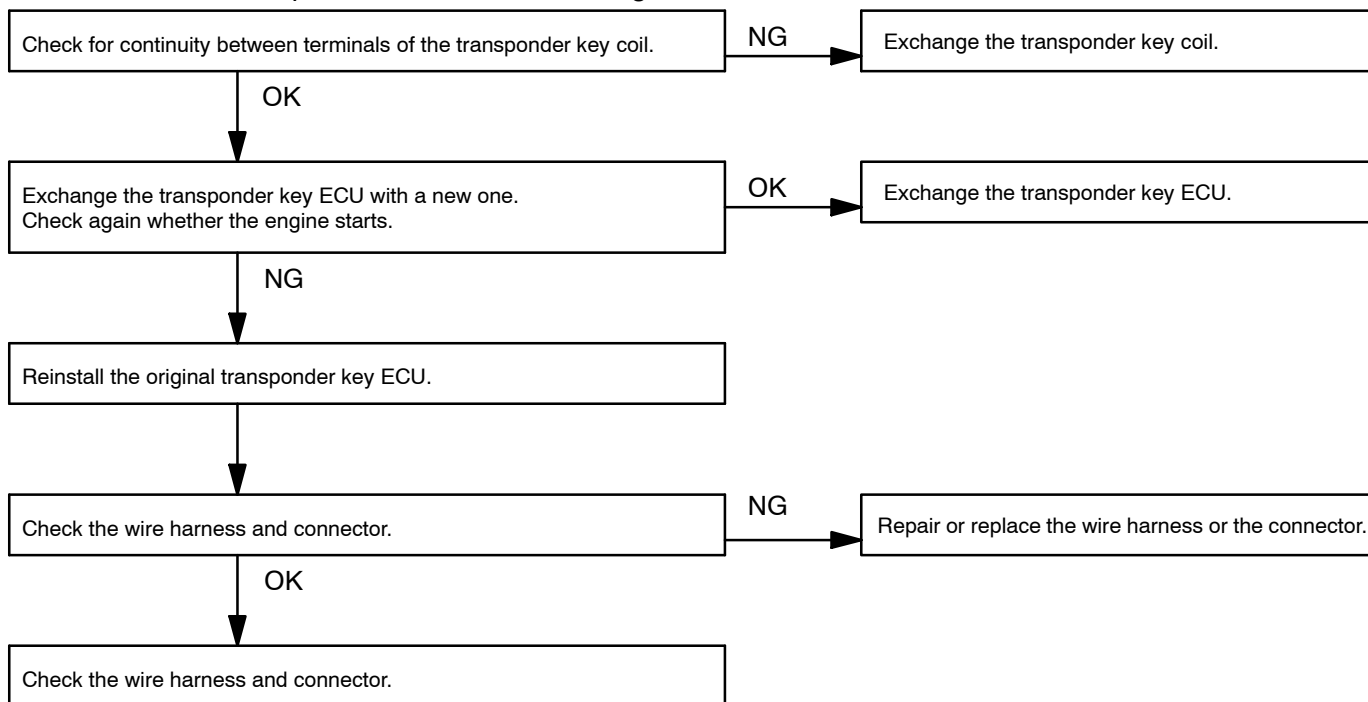 Check for continuity between terminals of the transponder key coil.
NG
Exchange the transponder key coil.
OK
Exchange the transponder key ECU with a new one.
Check again whether the engine starts.
OK
Exchange the transponder key ECU.
NG
Reinstall the original transponder key ECU.
Check the wire harness and connector.
NG
Repair or replace the wire harness or the connector.
OK
Check the wire harness and connector.